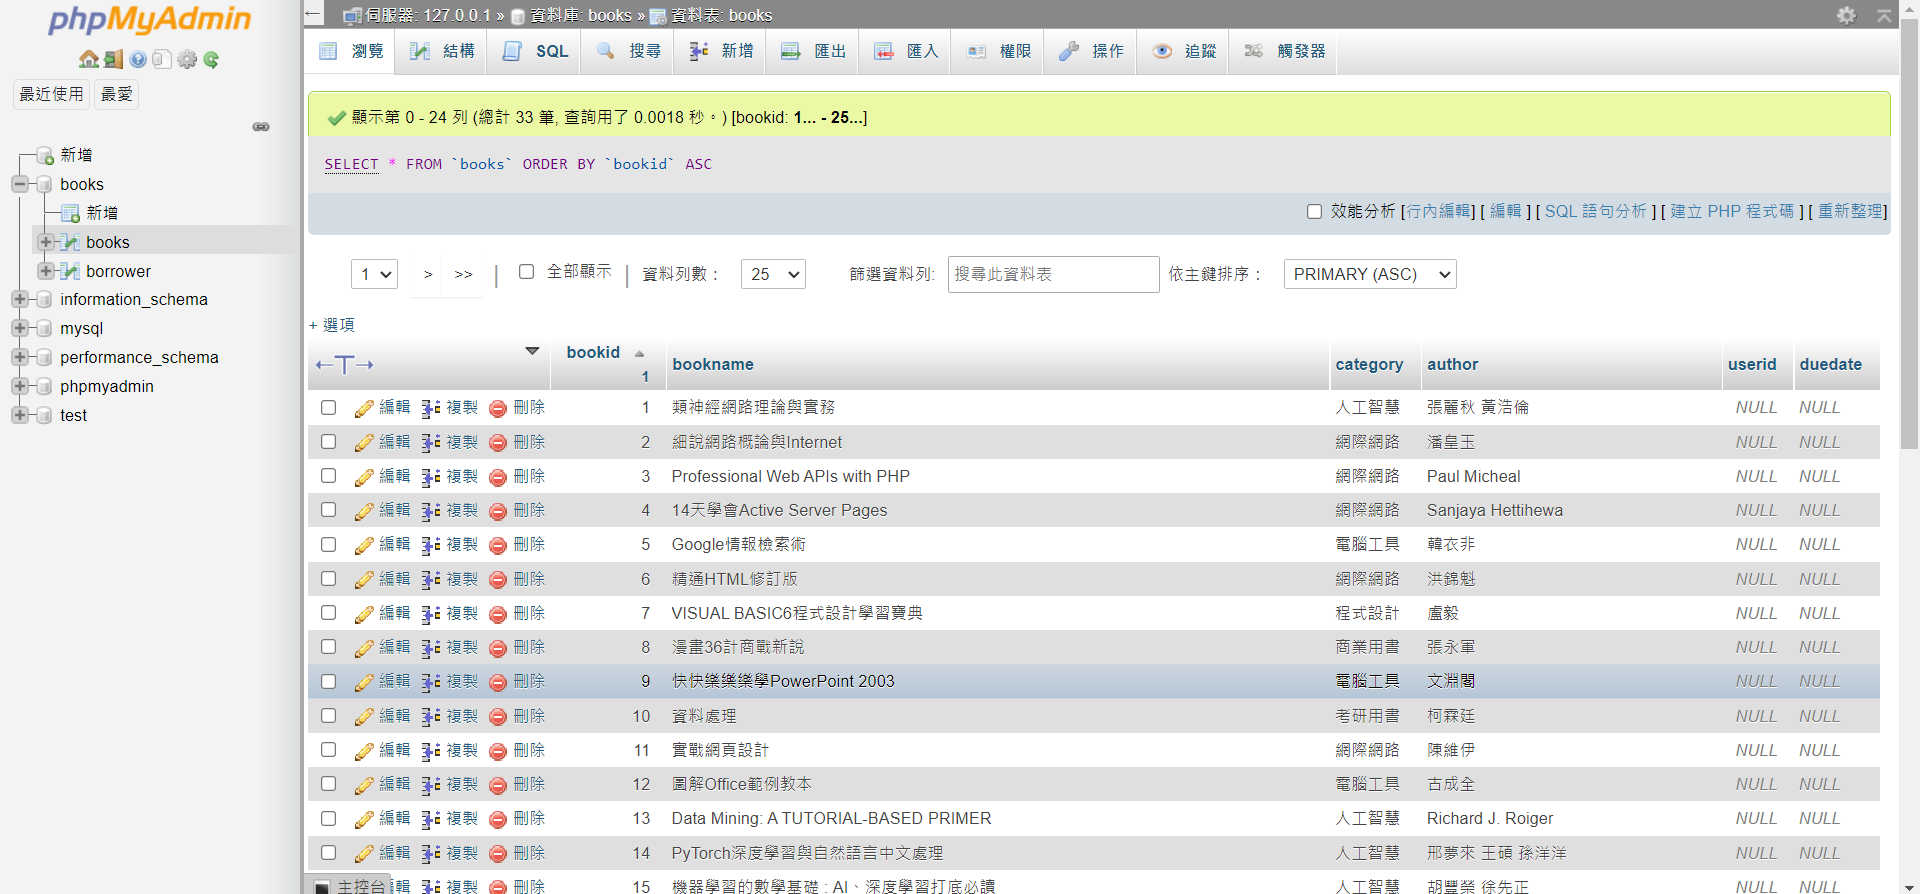 phpMyAdmin
最近使用 最愛
新增
books
新增
books
borrower
information_schema
mysql
performance_schema
phpmyadmin
test
伺服器: 127.0.0.1 » 資料庫: books » 資料表: books
瀏覽 結構 SQL 搜尋 新增 匯出 匯入 權限 操作 追蹤 觸發器
顯示第 0 - 24 列 (總計 33 筆, 查詢用了 0.0018 秒。) [bookid: 1... - 25...]
SELECT * FROM `books` ORDER BY `bookid` ASC
效能分析 [行內編輯] [ 編輯 ] [ SQL 語句分析 ] [ 建立 PHP 程式碼 ] [ 重新整理]
1 > >> | 全部顯示 | 資料列數: 25 篩選資料列: 搜尋此資料表 依主鍵排序: PRIMARY (ASC)
+ 選項
←T→ bookid 1 bookname category author userid duedate
編輯 複製 刪除 1 類神經網路理論與實務 人工智慧 張麗秋 黃浩倫 NULL NULL
編輯 複製 刪除 2 細說網路概論與Internet 網際網路 潘皇玉 NULL NULL
編輯 複製 刪除 3 Professional Web APIs with PHP 網際網路 Paul Micheal NULL NULL
編輯 複製 刪除 4 14天學會Active Server Pages 網際網路 Sanjaya Hettihewa NULL NULL
編輯 複製 刪除 5 Google情報檢索術 電腦工具 韓衣非 NULL NULL
編輯 複製 刪除 6 精通HTML修訂版 網際網路 洪錦魁 NULL NULL
編輯 複製 刪除 7 VISUAL BASIC6程式設計學習寶典 程式設計 盧毅 NULL NULL
編輯 複製 刪除 8 漫畫36計商戰新說 商業用書 張永軍 NULL NULL
編輯 複製 刪除 9 快快樂樂樂學PowerPoint 2003 電腦工具 文淵閣 NULL NULL
編輯 複製 刪除 10 資料處理 考研用書 柯霖廷 NULL NULL
編輯 複製 刪除 11 實戰網頁設計 網際網路 陳維伊 NULL NULL
編輯 複製 刪除 12 圖解Office範例教本 電腦工具 古成全 NULL NULL
編輯 複製 刪除 13 Data Mining: A TUTORIAL-BASED PRIMER 人工智慧 Richard J. Roiger NULL NULL
編輯 複製 刪除 14 PyTorch深度學習與自然語言中文處理 人工智慧 邢夢來 王碩 孫洋洋 NULL NULL
主控台 輯 複製 刪除 15 機器學習的數學基礎 : AI、深度學習打底必讀 人工智慧 胡豐榮 徐先正 NULL NULL